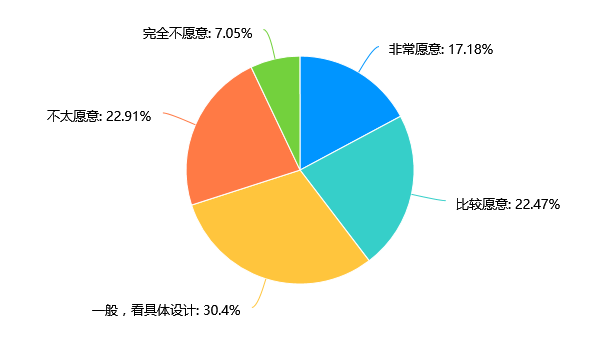 完全不愿意: 7.05%
非常愿意: 17.18%
不太愿意: 22.91%
比较愿意: 22.47%
一般，看具体设计: 30.4%